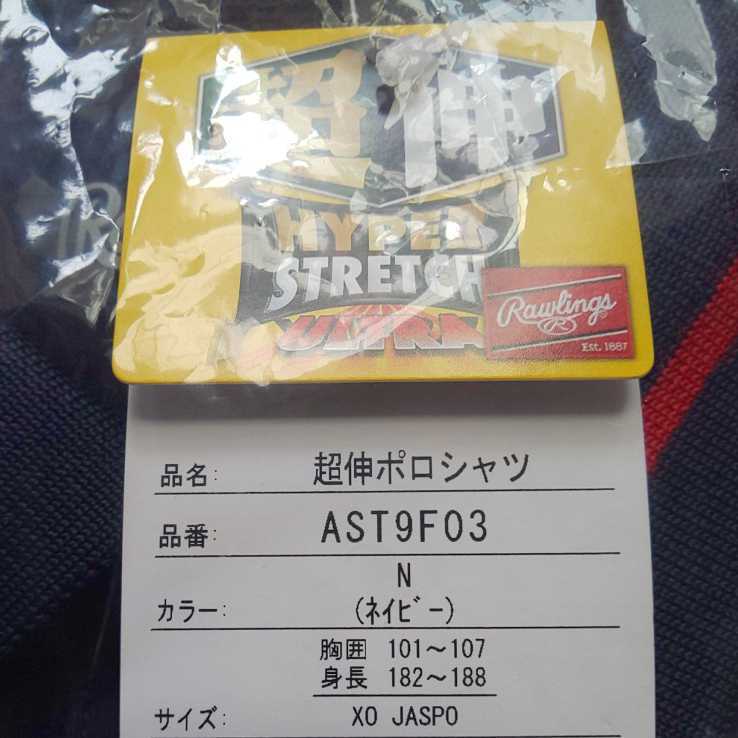 超伸
HYPER
STRETCH
ULTRA
Rawlings
R
Est. 1887
品名: 超伸ポロシャツ
品番: AST9F03
N
カラー: (ネイビー)
胸囲 101~107
身長 182~188
サイズ: XO JASPO